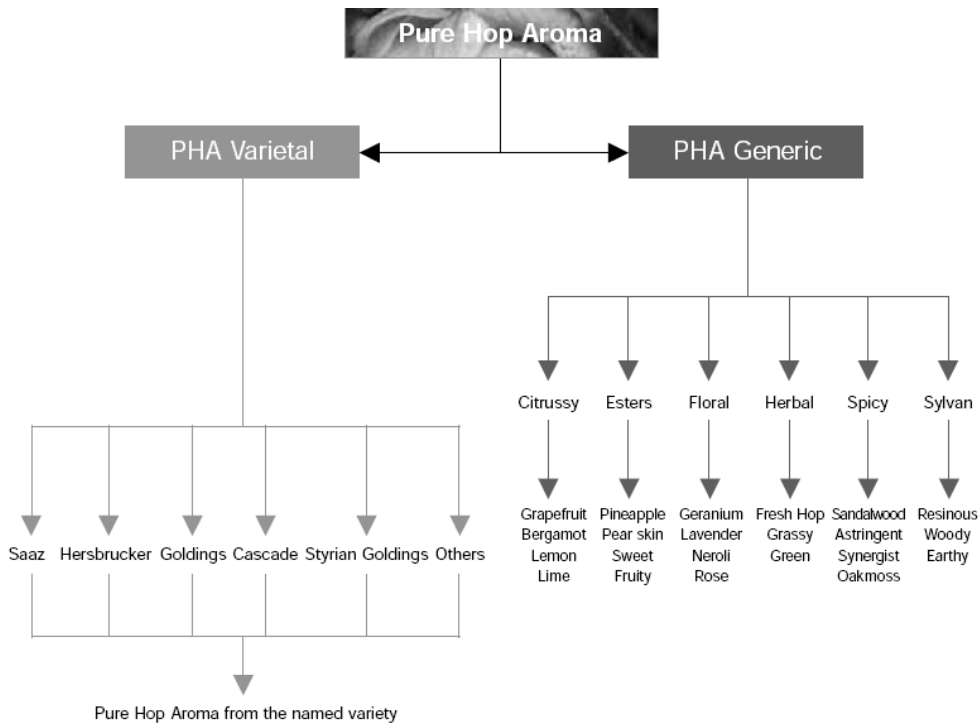 Pure Hop Aroma
PHA Varietal
PHA Generic
Citrussy Esters Floral Herbal Spicy Sylvan
Grapefruit Pineapple Geranium Fresh Hop Sandalwood Resinous
Bergamot Pear skin Lavender Grassy Astringent Woody
Lemon Sweet Neroli Green Synergist Earthy
Lime Fruity Rose Oakmoss
Saaz Hersbrucker Goldings Cascade Styrian Goldings Others
Pure Hop Aroma from the named variety